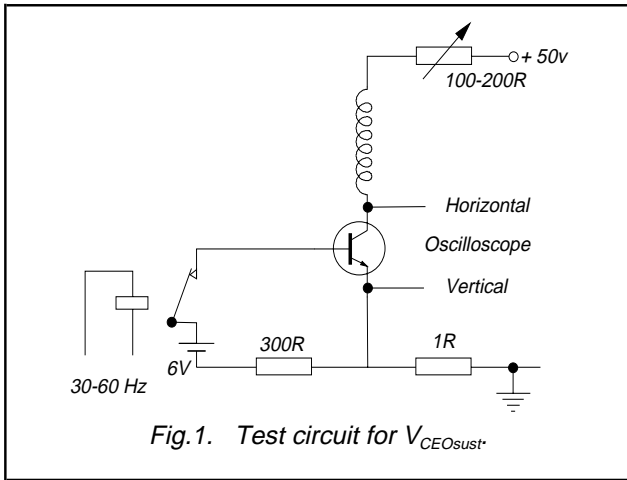 + 50v
100-200R
Horizontal
Oscilloscope
Vertical
300R
1R
6V
30-60 Hz
Fig.1. Test circuit for VCEOsust.